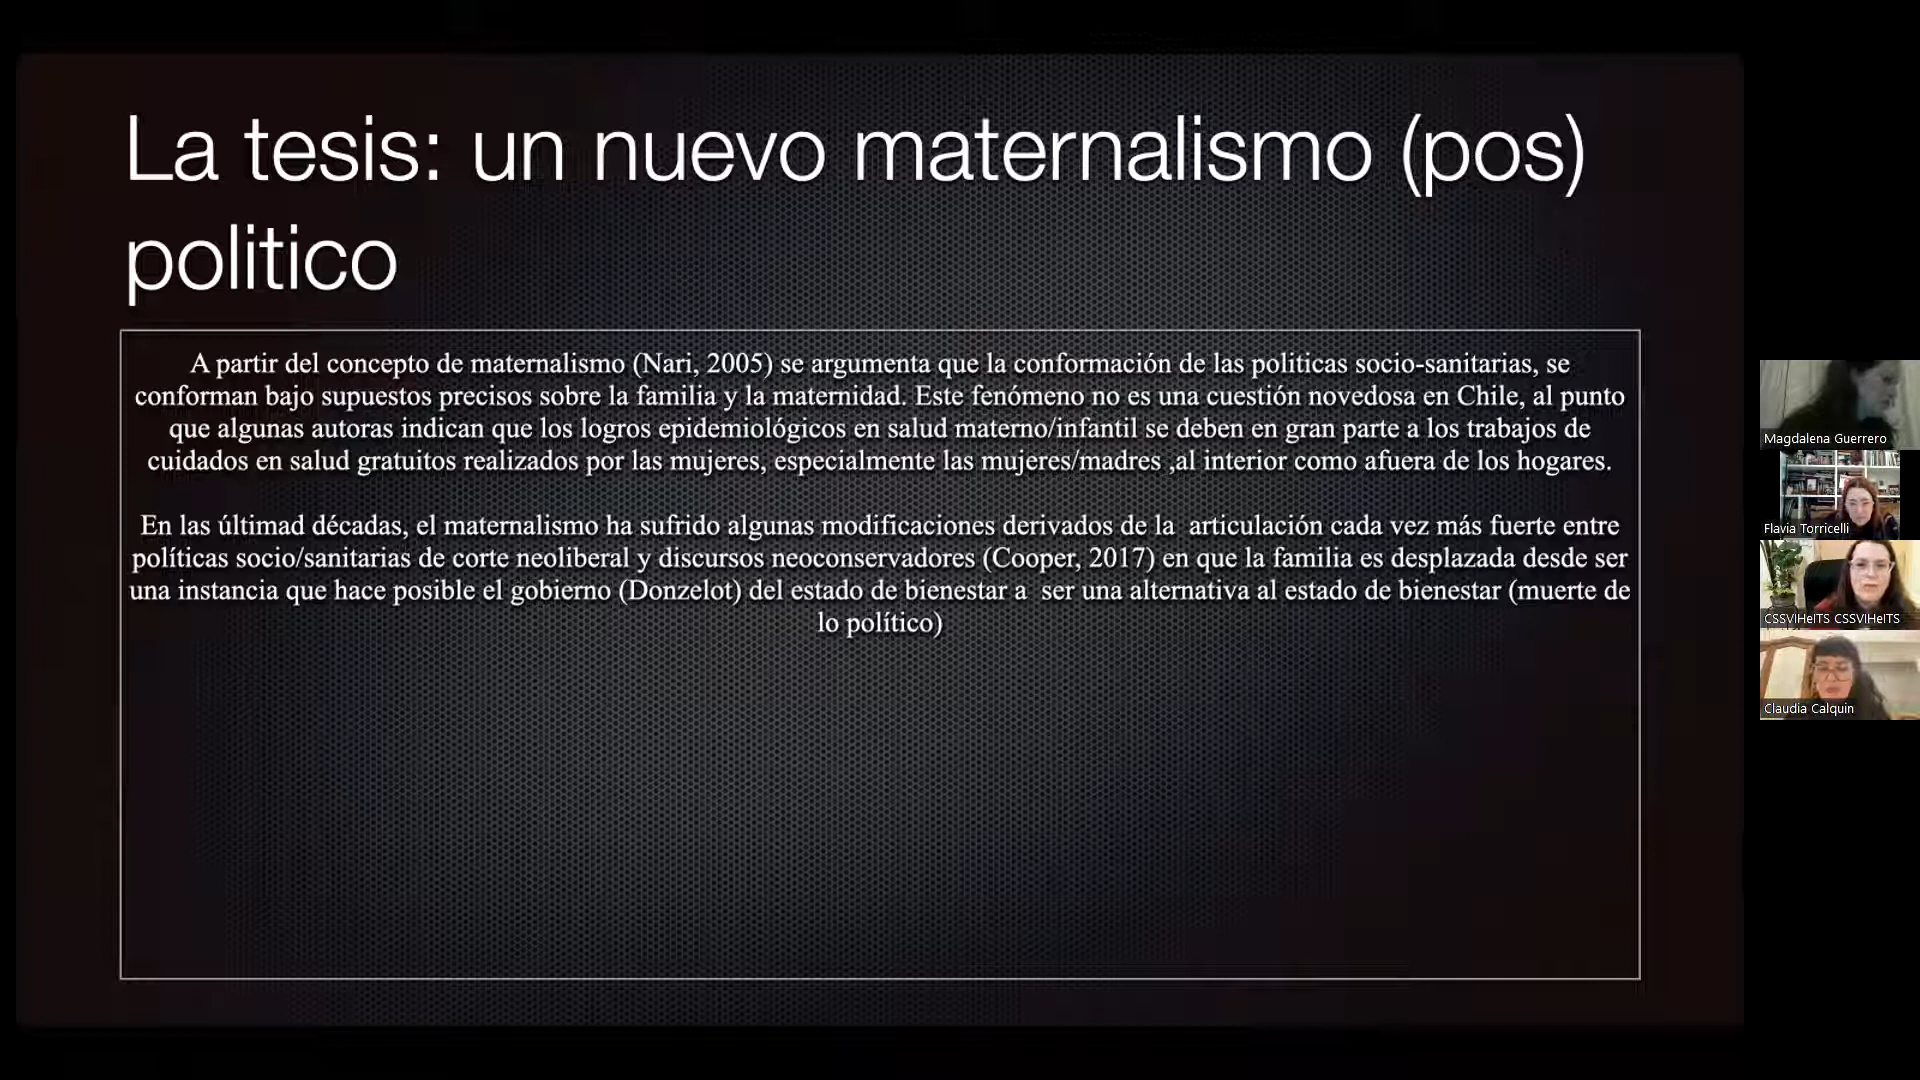 La tesis: un nuevo maternalismo (pos)
politico
A partir del concepto de maternalismo (Nari, 2005) se argumenta que la conformación de las politicas socio-sanitarias, se
conforman bajo supuestos precisos sobre la familia y la maternidad. Este fenómeno no es una cuestión novedosa en Chile, al punto
que algunas autoras indican que los logros epidemiológicos en salud materno/infantil se deben en gran parte a los trabajos de
cuidados en salud gratuitos realizados por las mujeres, especialmente las mujeres/madres ,al interior como afuera de los hogares.
En las últimad décadas, el maternalismo ha sufrido algunas modificaciones derivados de la  articulación cada vez más fuerte entre
políticas socio/sanitarias de corte neoliberal y discursos neoconservadores (Cooper, 2017) en que la familia es desplazada desde ser
una instancia que hace posible el gobierno (Donzelot) del estado de bienestar a  ser una alternativa al estado de bienestar (muerte de
lo político)
Magdalena Guerrero
Flavia Torricelli
CSSVIHeITS CSSVIHeITS
Claudia Calquin